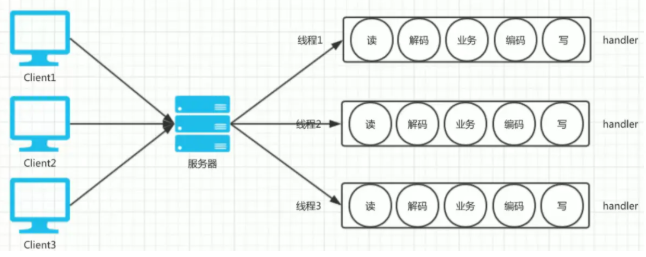 Client1
Client2
Client3
服务器
线程1 读 解码 业务 编码 写 handler
线程2 读 解码 业务 编码 写 handler
线程3 读 解码 业务 编码 写 handler